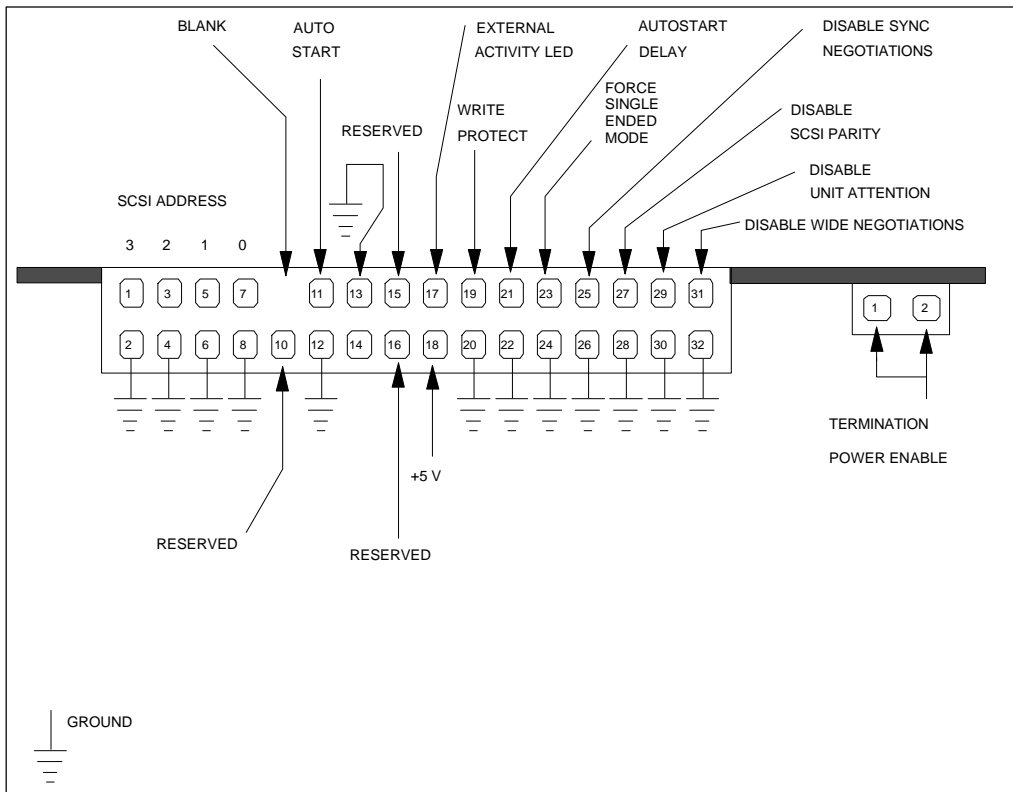 BLANK
AUTO
START
EXTERNAL
ACTIVITY LED
AUTOSTART
DELAY
DISABLE SYNC
NEGOTIATIONS
RESERVED
WRITE
PROTECT
FORCE
SINGLE
ENDED
MODE
DISABLE
SCSI PARITY
DISABLE
UNIT ATTENTION
SCSI ADDRESS
DISABLE WIDE NEGOTIATIONS
3 2 1 0
1 3 5 7 11 13 15 17 19 21 23 25 27 29 31
1 2
2 4 6 8 10 12 14 16 18 20 22 24 26 28 30 32
TERMINATION
POWER ENABLE
+5 V
RESERVED
RESERVED
GROUND